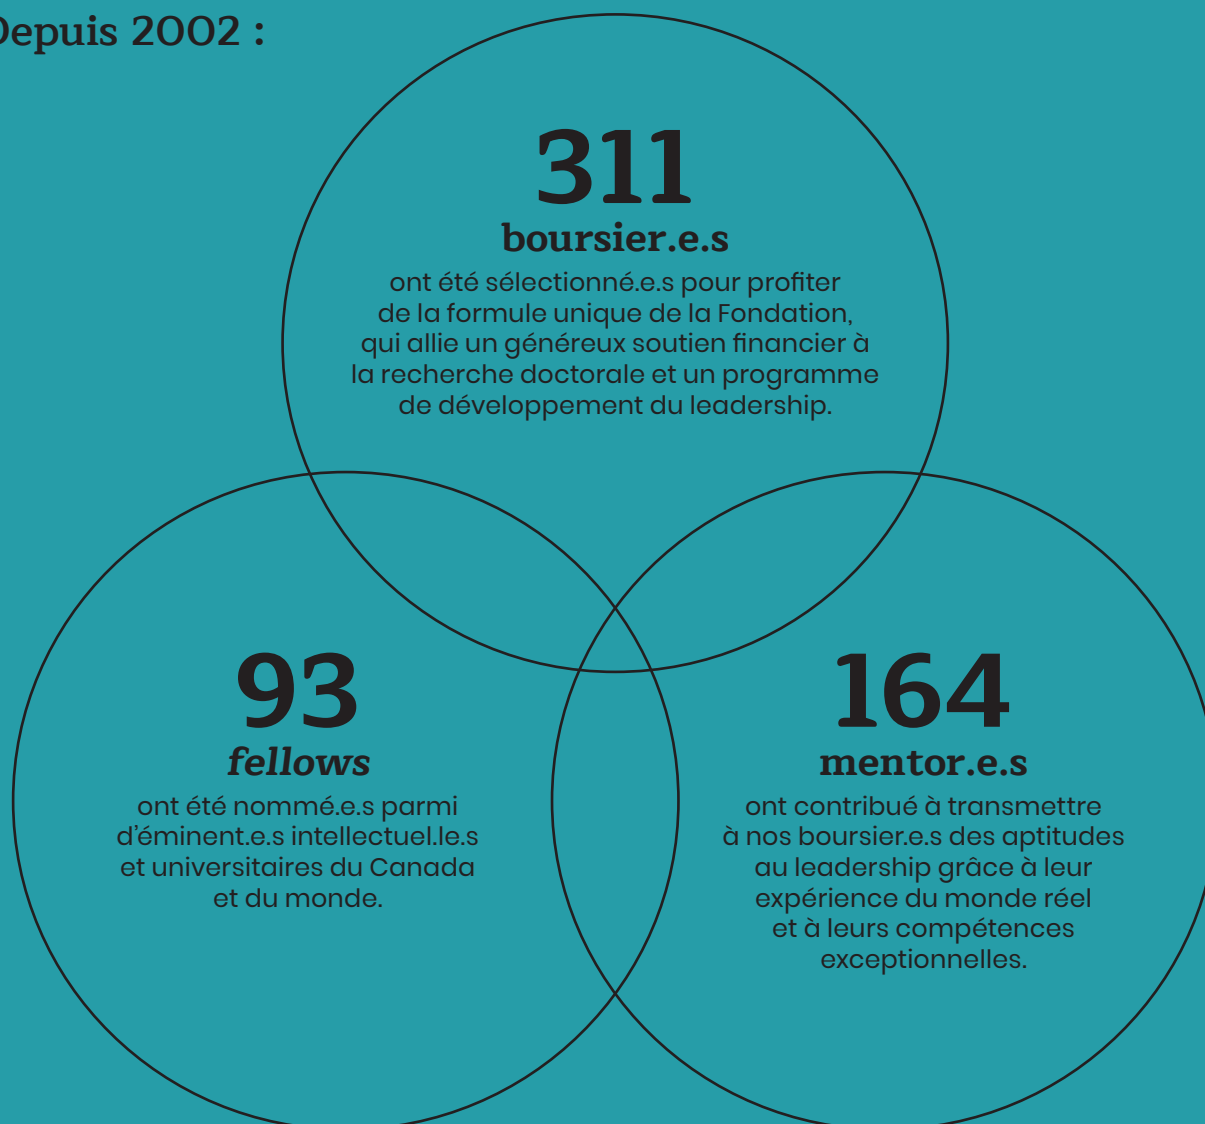 Depuis 2002 :
311
boursier.e.s
ont été sélectionné.e.s pour profiter
de la formule unique de la Fondation,
qui allie un généreux soutien financier à
la recherche doctorale et un programme
de développement du leadership.
93
fellows
ont été nommé.e.s parmi
d'éminent.e.s intellectuel.le.s
et universitaires du Canada
et du monde.
164
mentor.e.s
ont contribué à transmettre
à nos boursier.e.s des aptitudes
au leadership grâce à leur
expérience du monde réel
et à leurs compétences
exceptionnelles.